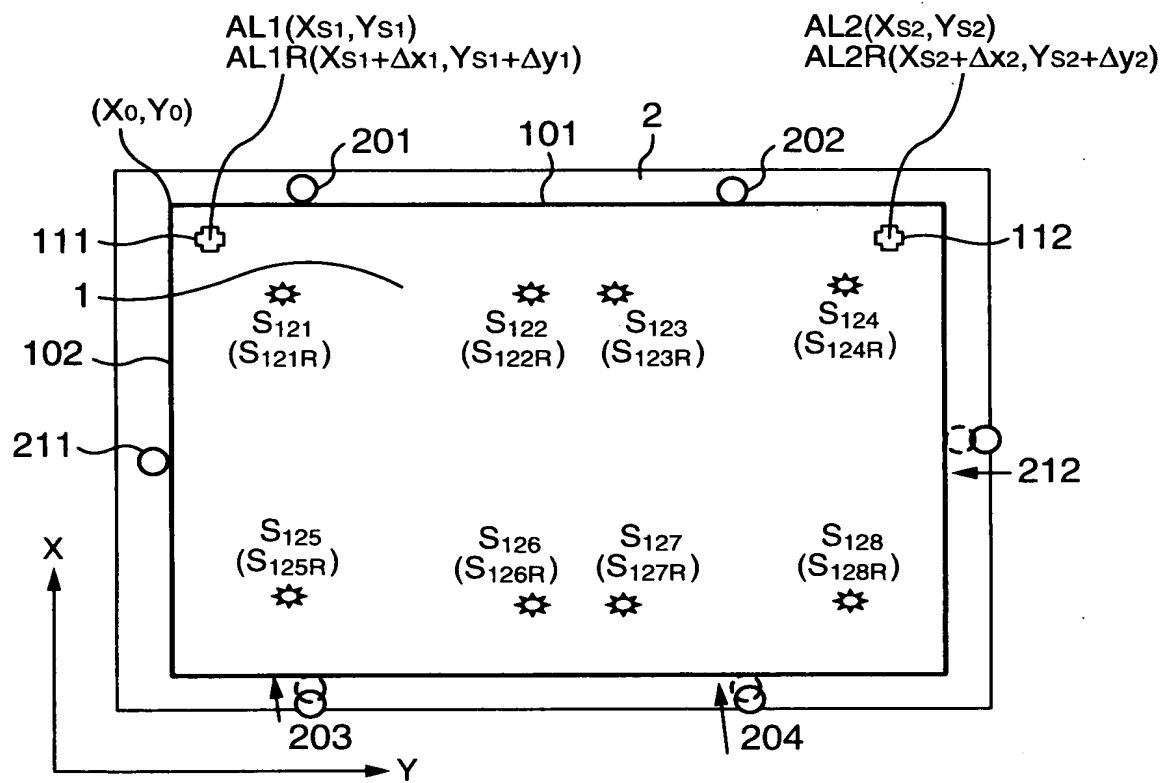 AL1(XS1,YS1)
AL1R(XS1+Δx1,YS1+Δy1)
AL2(XS2,YS2)
AL2R(XS2+Δx2,YS2+Δy2)
(X0,Y0)
201
101
2
202
111
112
1
S121
(S121R)
S122
(S122R)
S123
(S123R)
S124
(S124R)
102
211
212
S125
(S125R)
S126
(S126R)
S127
(S127R)
S128
(S128R)
X
203
204
Y